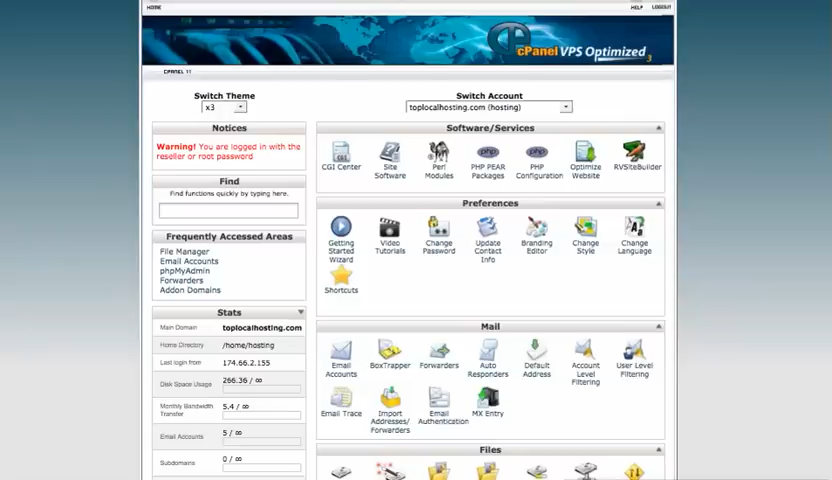 HOME
HELP
LOGOUT
cPanel VPS Optimized 3
CPANEL 11
Switch Theme
x3
Switch Account
toplocalhosting.com (hosting)
Notices
Warning! You are logged in with the
reseller or root password
Find
Find functions quickly by typing here.
Frequently Accessed Areas
File Manager
Email Accounts
phpMyAdmin
Forwarders
Addon Domains
Stats
Main Domain
toplocalhosting.com
Home Directory
/home/hosting
Last login from
174.66.2.155
Disk Space Usage
266.36 / ∞
Monthly Bandwidth
Transfer
5.4 / ∞
Email Accounts
5 / ∞
Subdomains
0 / ∞
Software/Services
CGI
php
php
CGI Center
Site
Software
Perl
Modules
PHP PEAR
Packages
PHP
Configuration
Optimize
Website
RVSiteBuilder
Preferences
Getting
Started
Wizard
Video
Tutorials
Change
Password
Update
Contact
Info
Branding
Editor
Change
Style
Change
Language
Shortcuts
Mail
Email
Accounts
BoxTrapper
Forwarders
Auto
Responders
Default
Address
Account
Level
Filtering
User Level
Filtering
Email Trace
Import
Addresses/
Forwarders
Email
Authentication
MX Entry
Files